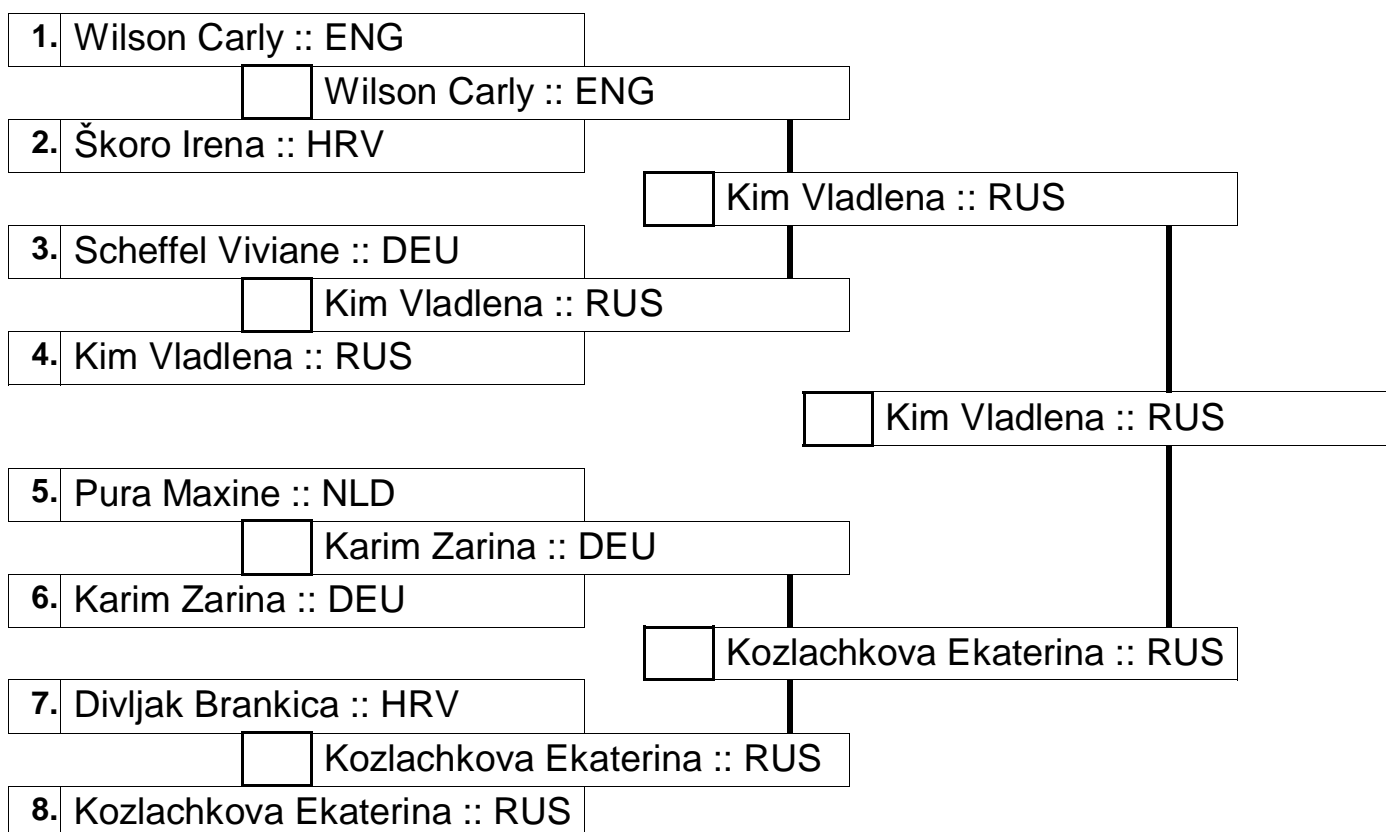 1. Wilson Carly :: ENG
Wilson Carly :: ENG
2. Škoro Irena :: HRV
Kim Vladlena :: RUS
3. Scheffel Viviane :: DEU
Kim Vladlena :: RUS
4. Kim Vladlena :: RUS
Kim Vladlena :: RUS
5. Pura Maxine :: NLD
Karim Zarina :: DEU
6. Karim Zarina :: DEU
Kozlachkova Ekaterina :: RUS
7. Divljak Brankica :: HRV
Kozlachkova Ekaterina :: RUS
8. Kozlachkova Ekaterina :: RUS